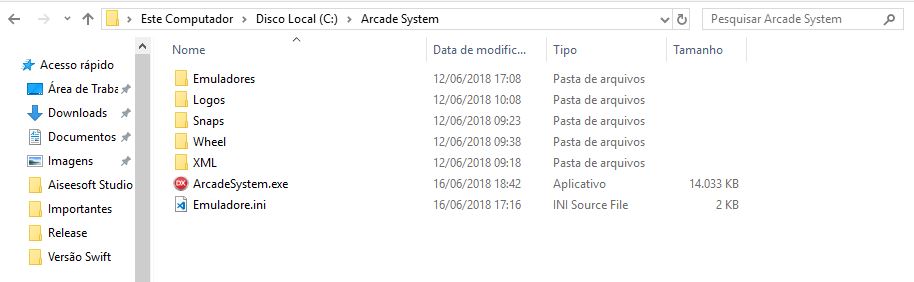 Este Computador > Disco Local (C:) > Arcade System
Pesquisar Arcade System
Nome Data de modific... Tipo Tamanho
Acesso rápido
Área de Traba
Downloads
Documentos
Imagens
Aiseesoft Studio
Importantes
Release
Versão Swift
Emuladores 12/06/2018 17:08 Pasta de arquivos
Logos 12/06/2018 10:08 Pasta de arquivos
Snaps 12/06/2018 09:23 Pasta de arquivos
Wheel 12/06/2018 09:38 Pasta de arquivos
XML 12/06/2018 09:18 Pasta de arquivos
DX ArcadeSystem.exe 16/06/2018 18:42 Aplicativo 14.033 KB
Emuladore.ini 16/06/2018 17:16 INI Source File 2 KB